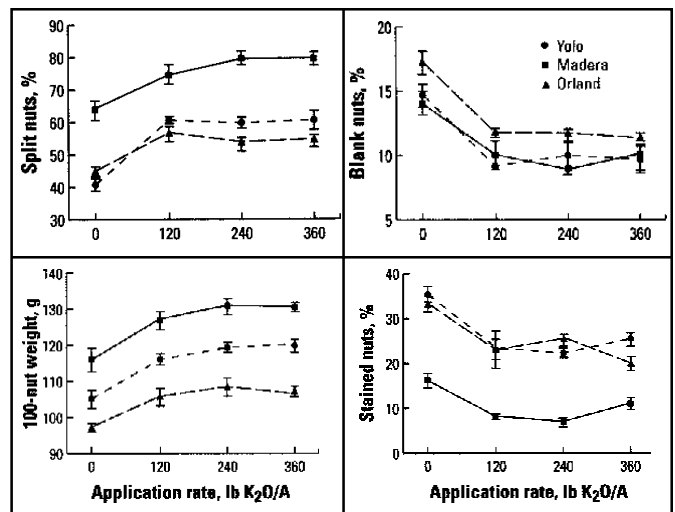 Split nuts, %
90
80
70
60
50
40
30
0 120 240 360
Blank nuts, %
20
15
10
5
0 120 240 360
Yolo
Madera
Orland
100-nut weight, g
140
130
120
110
100
90
0 120 240 360
Application rate, lb K₂O/A
Stained nuts, %
40
30
20
10
0
0 120 240 360
Application rate, lb K₂O/A